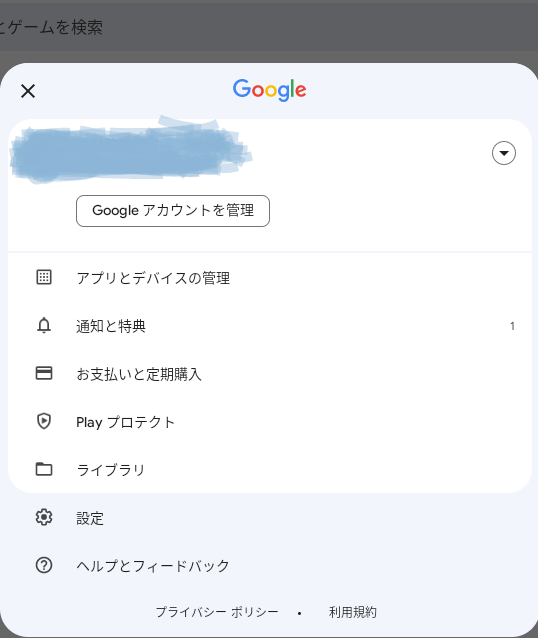 とゲームを検索
Google
Google アカウントを管理
アプリとデバイスの管理
通知と特典 1
お支払いと定期購入
Play プロテクト
ライブラリ
設定
ヘルプとフィードバック
プライバシー ポリシー • 利用規約